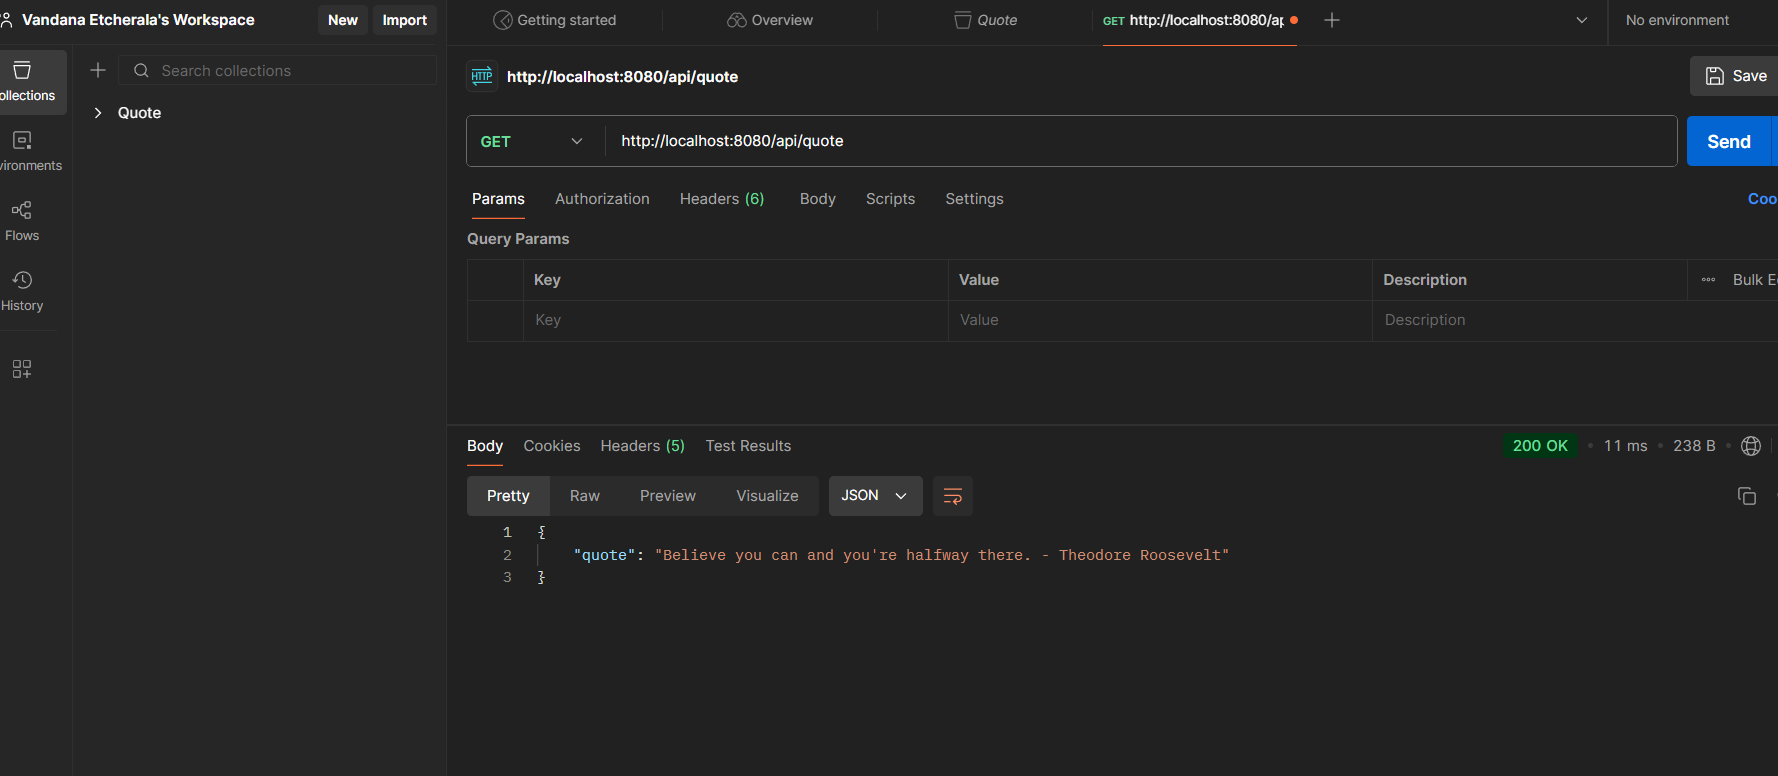 Vandana Etcherala's Workspace
New
Import
Getting started
Overview
Quote
GET http://localhost:8080/ap
No environment
ollections
Search collections
Quote
vironments
Flows
History
HTTP
http://localhost:8080/api/quote
Save
GET
http://localhost:8080/api/quote
Send
Params
Authorization
Headers (6)
Body
Scripts
Settings
Coo
Query Params
Key
Value
Description
Bulk E
Key
Value
Description
Body
Cookies
Headers (5)
Test Results
200 OK
11 ms
238 B
Pretty
Raw
Preview
Visualize
JSON
1 {
2 "quote": "Believe you can and you're halfway there. - Theodore Roosevelt"
3 }